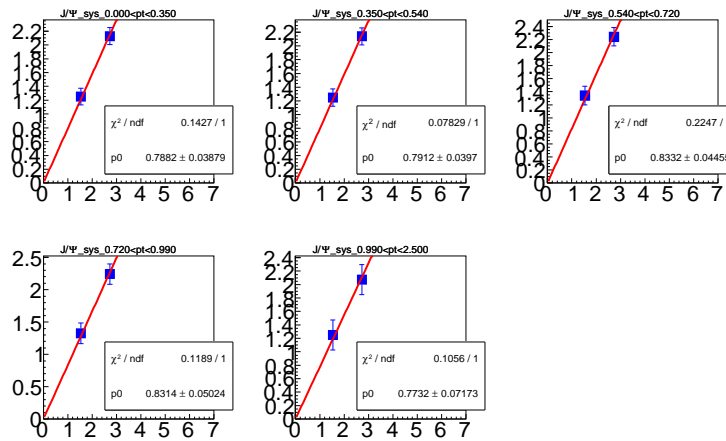 J/Ψ_sys_0.000<pt<0.350
2.2
2
1.8
1.6
1.4
1.2
1
0.8
0.6
0.4
0.2
0
χ² / ndf 0.1427 / 1
p0 0.7882 ± 0.03879
0 1 2 3 4 5 6 7
J/Ψ_sys_0.350<pt<0.540
2.2
2
1.8
1.6
1.4
1.2
1
0.8
0.6
0.4
0.2
0
χ² / ndf 0.07829 / 1
p0 0.7912 ± 0.0397
0 1 2 3 4 5 6 7
J/Ψ_sys_0.540<pt<0.720
2.4
2.2
2
1.8
1.6
1.4
1.2
1
0.8
0.6
0.4
0.2
0
χ² / ndf 0.2247 /
p0 0.8332 ± 0.04455
0 1 2 3 4 5 6 7
J/Ψ_sys_0.720<pt<0.990
2.5
2
1.5
1
0.5
0
χ² / ndf 0.1189 / 1
p0 0.8314 ± 0.05024
0 1 2 3 4 5 6 7
J/Ψ_sys_0.990<pt<2.500
2.4
2.2
2
1.8
1.6
1.4
1.2
1
0.8
0.6
0.4
0.2
0
χ² / ndf 0.1056 / 1
p0 0.7732 ± 0.07173
0 1 2 3 4 5 6 7